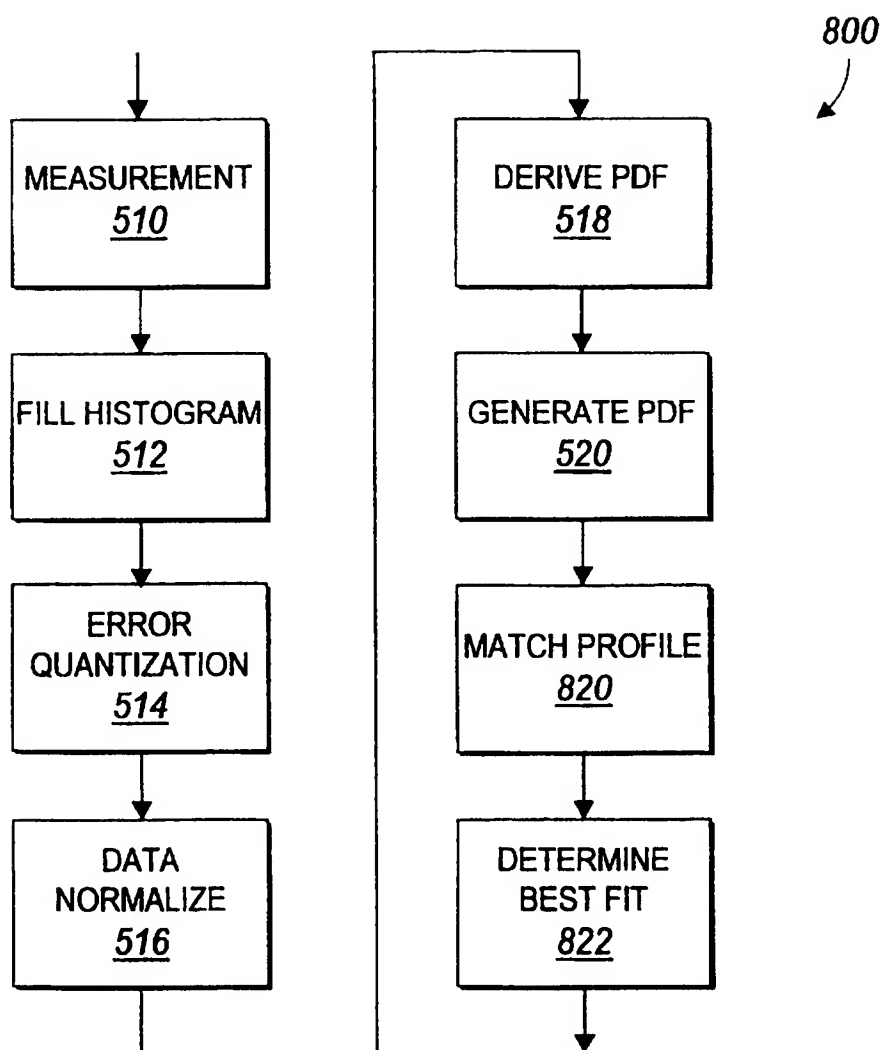 800
MEASUREMENT
510
FILL HISTOGRAM
512
ERROR
QUANTIZATION
514
DATA
NORMALIZE
516
DERIVE PDF
518
GENERATE PDF
520
MATCH PROFILE
820
DETERMINE
BEST FIT
822